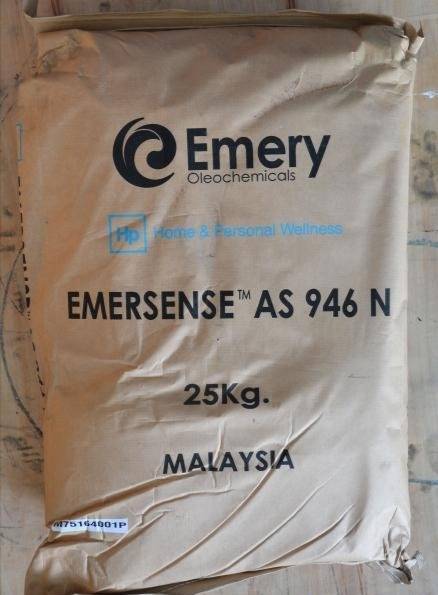 Emery
Oleochemicals
Hp Home & Personal Wellness
EMERSENSE™ AS 946 N
25Kg.
MALAYSIA
M75164001P